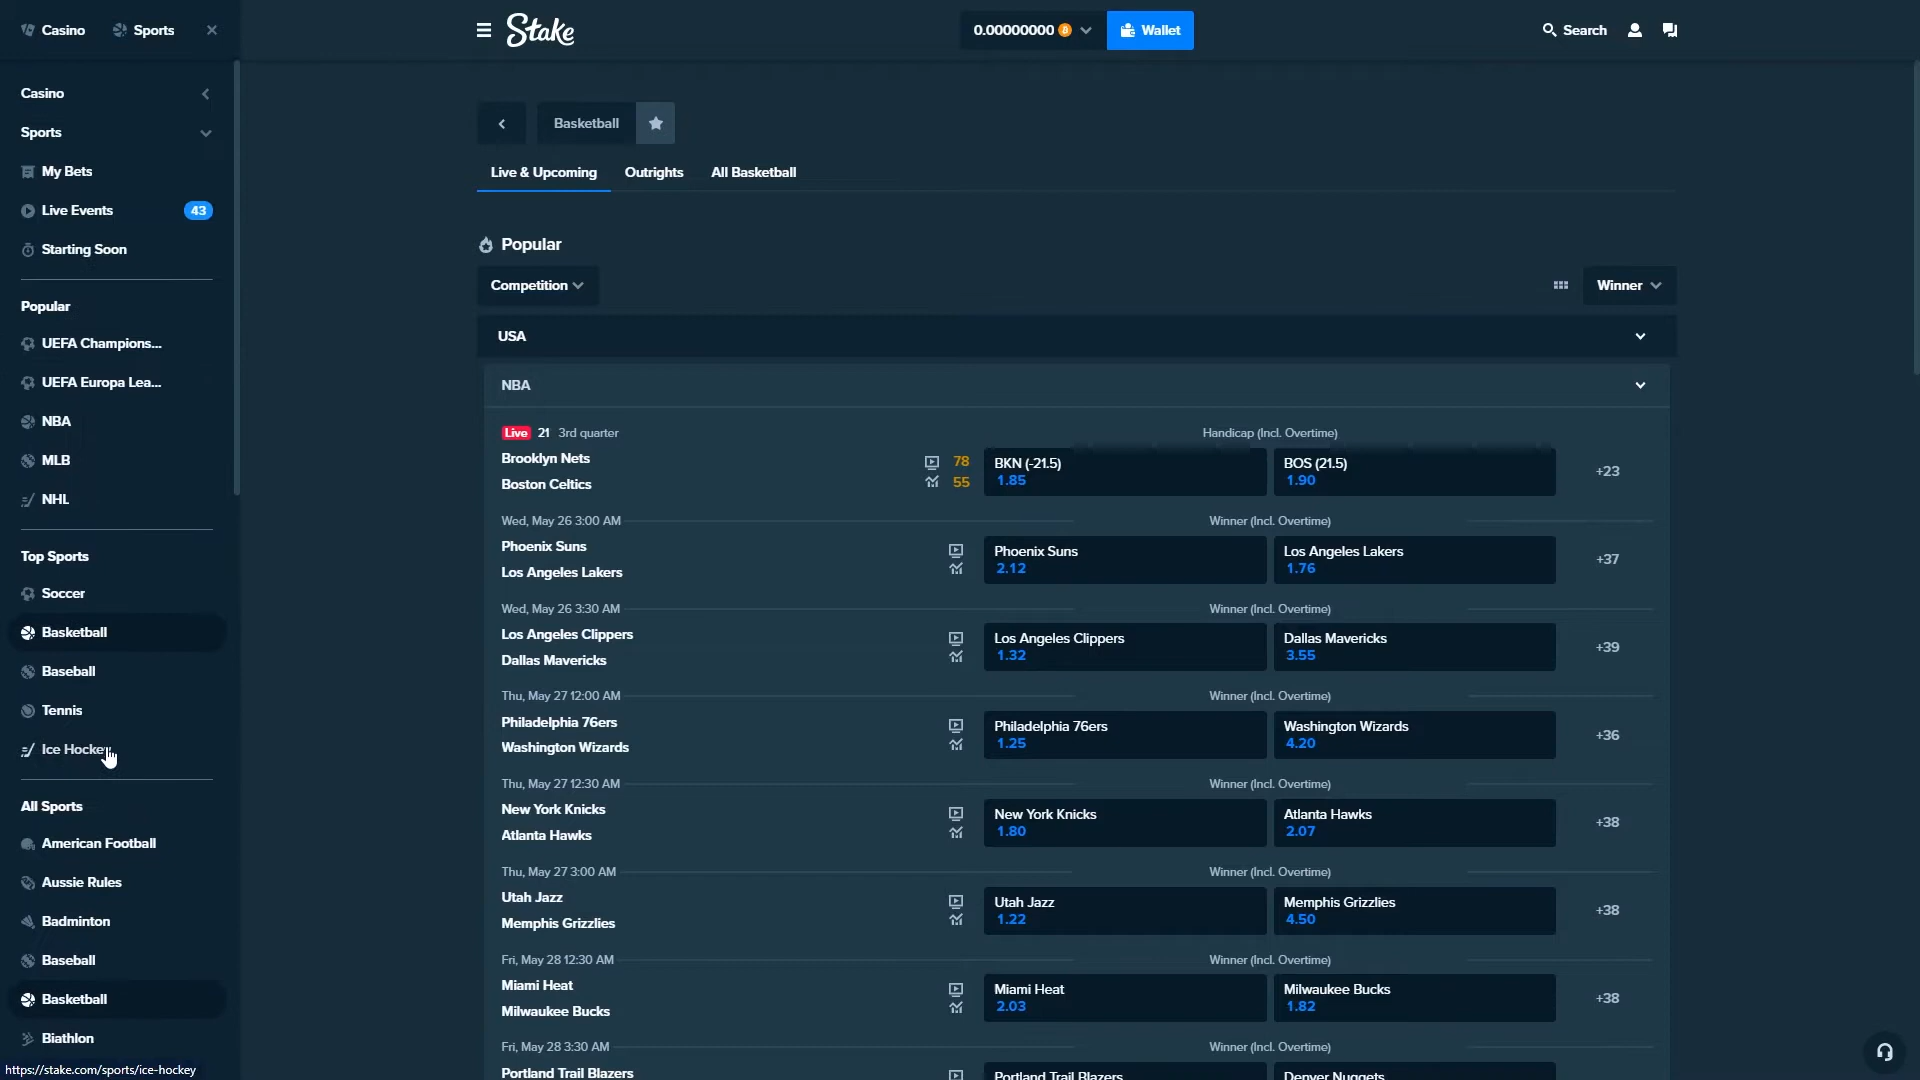 Casino
Sports
Stake
0.00000000
Wallet
Search
Casino
Sports
My Bets
Live Events
43
Starting Soon
Popular
UEFA Champions...
UEFA Europa Lea...
NBA
MLB
NHL
Top Sports
Soccer
Basketball
Baseball
Tennis
Ice Hockey
All Sports
American Football
Aussie Rules
Badminton
Baseball
Basketball
Biathlon
https://stake.com/sports/ice-hockey
Basketball
Live & Upcoming
Outrights
All Basketball
Popular
Competition
Winner
USA
NBA
Live 21 3rd quarter
Handicap (Incl. Overtime)
Brooklyn Nets
Boston Celtics
78
55
BKN (-21.5)
1.85
BOS (21.5)
1.90
+23
Wed, May 26 3:00 AM
Winner (Incl. Overtime)
Phoenix Suns
Los Angeles Lakers
Phoenix Suns
2.12
Los Angeles Lakers
1.76
+37
Wed, May 26 3:30 AM
Winner (Incl. Overtime)
Los Angeles Clippers
Dallas Mavericks
Los Angeles Clippers
1.32
Dallas Mavericks
3.55
+39
Thu, May 27 12:00 AM
Winner (Incl. Overtime)
Philadelphia 76ers
Washington Wizards
Philadelphia 76ers
1.25
Washington Wizards
4.20
+36
Thu, May 27 12:30 AM
Winner (Incl. Overtime)
New York Knicks
Atlanta Hawks
New York Knicks
1.80
Atlanta Hawks
2.07
+38
Thu, May 27 3:00 AM
Winner (Incl. Overtime)
Utah Jazz
Memphis Grizzlies
Utah Jazz
1.22
Memphis Grizzlies
4.50
+38
Fri, May 28 12:30 AM
Winner (Incl. Overtime)
Miami Heat
Milwaukee Bucks
Miami Heat
2.03
Milwaukee Bucks
1.82
+38
Fri, May 28 3:30 AM
Winner (Incl. Overtime)
Portland Trail Blazers
Portland Trail Blazers
Denver Nuggets